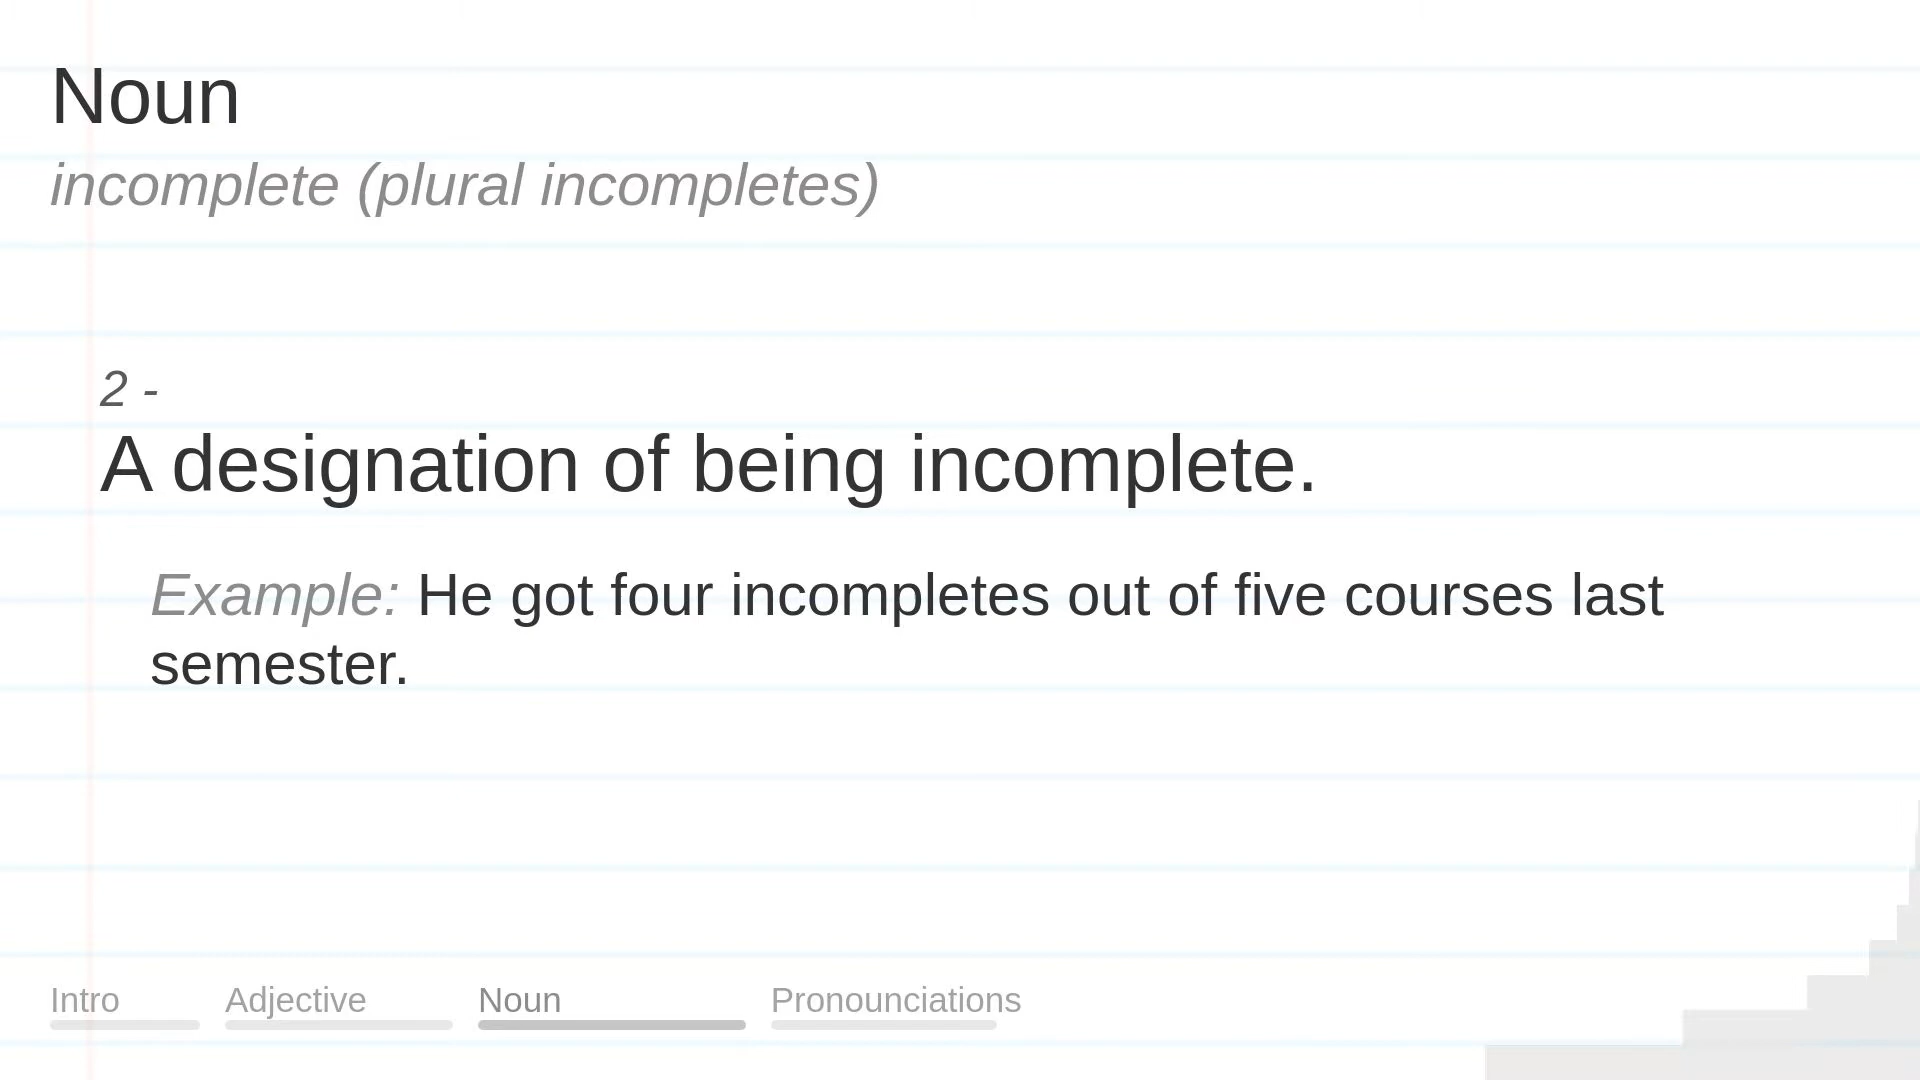 Noun
incomplete (plural incompletes)
2 -
A designation of being incomplete.
Example: He got four incompletes out of five courses last
semester.
Intro Adjective Noun Pronounciations